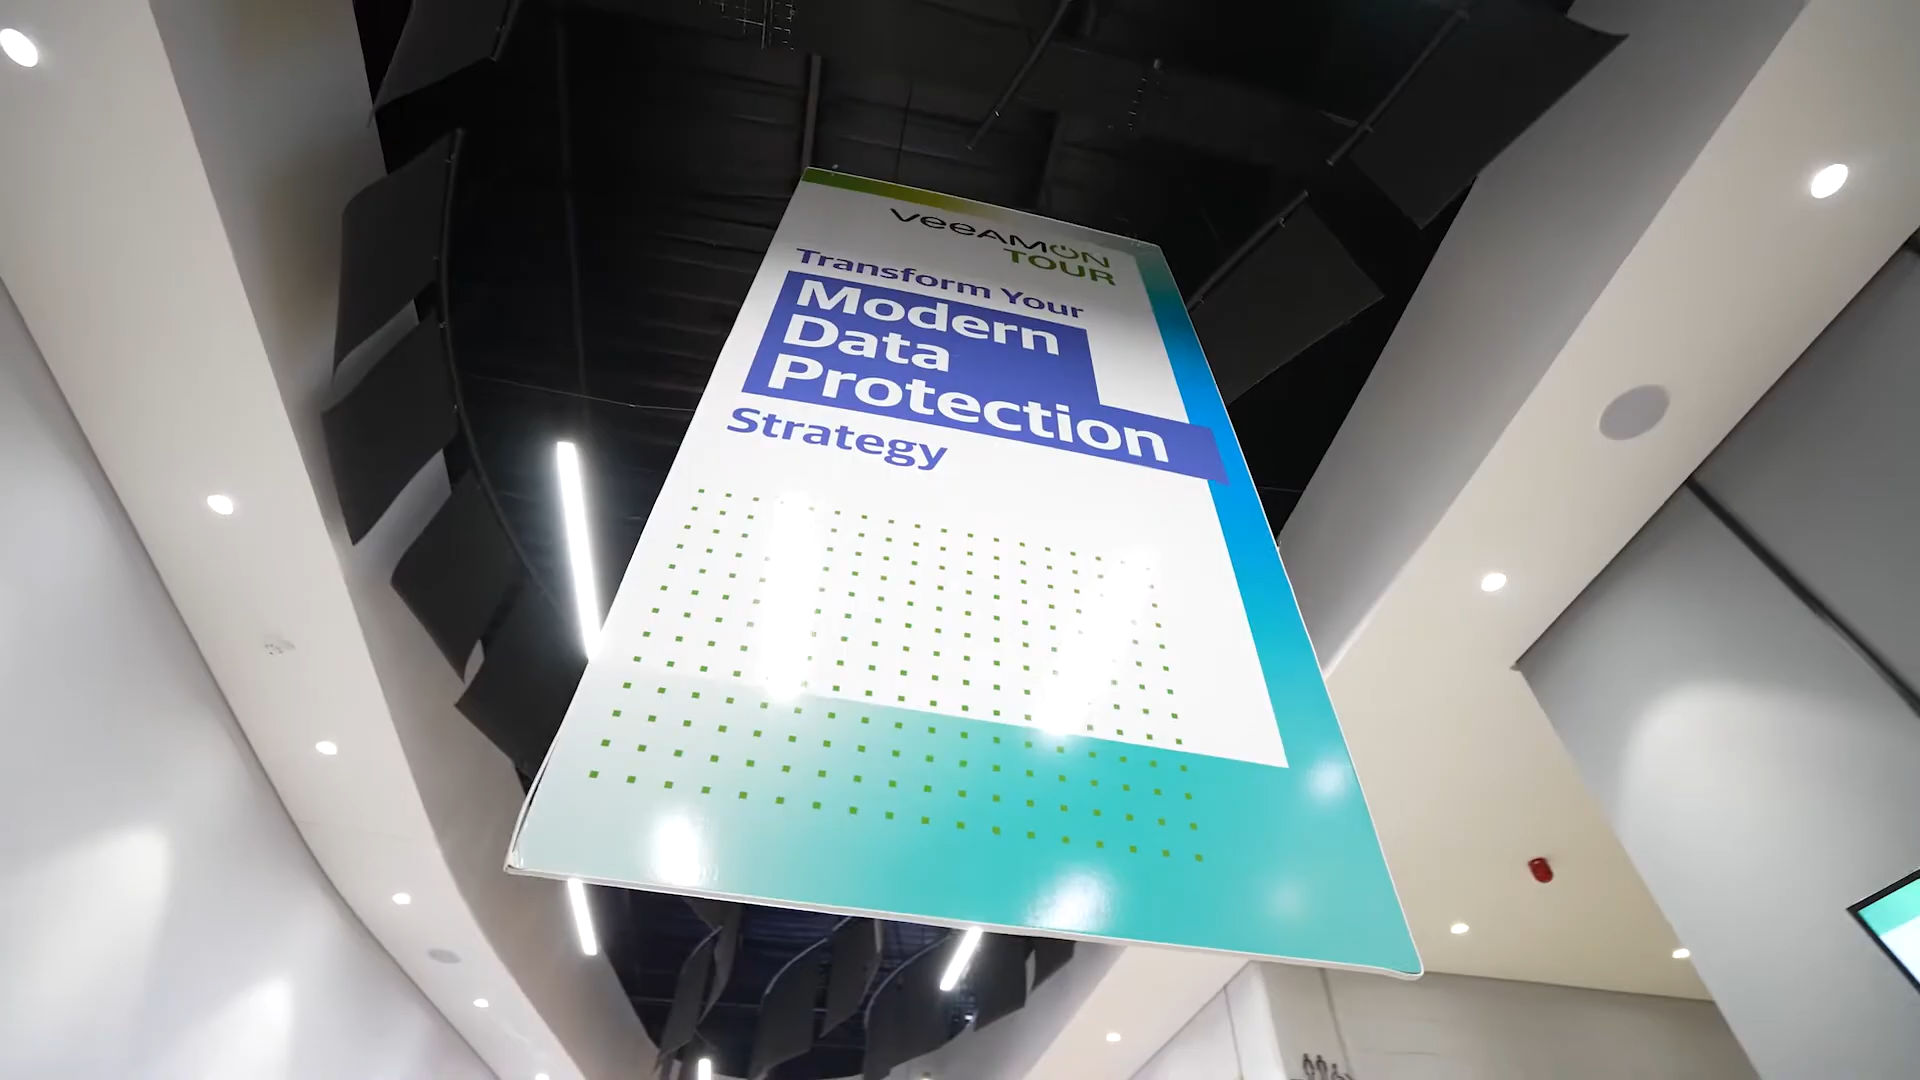 veeAMON
TOUR
Transform Your
Modern
Data
Protection
Strategy